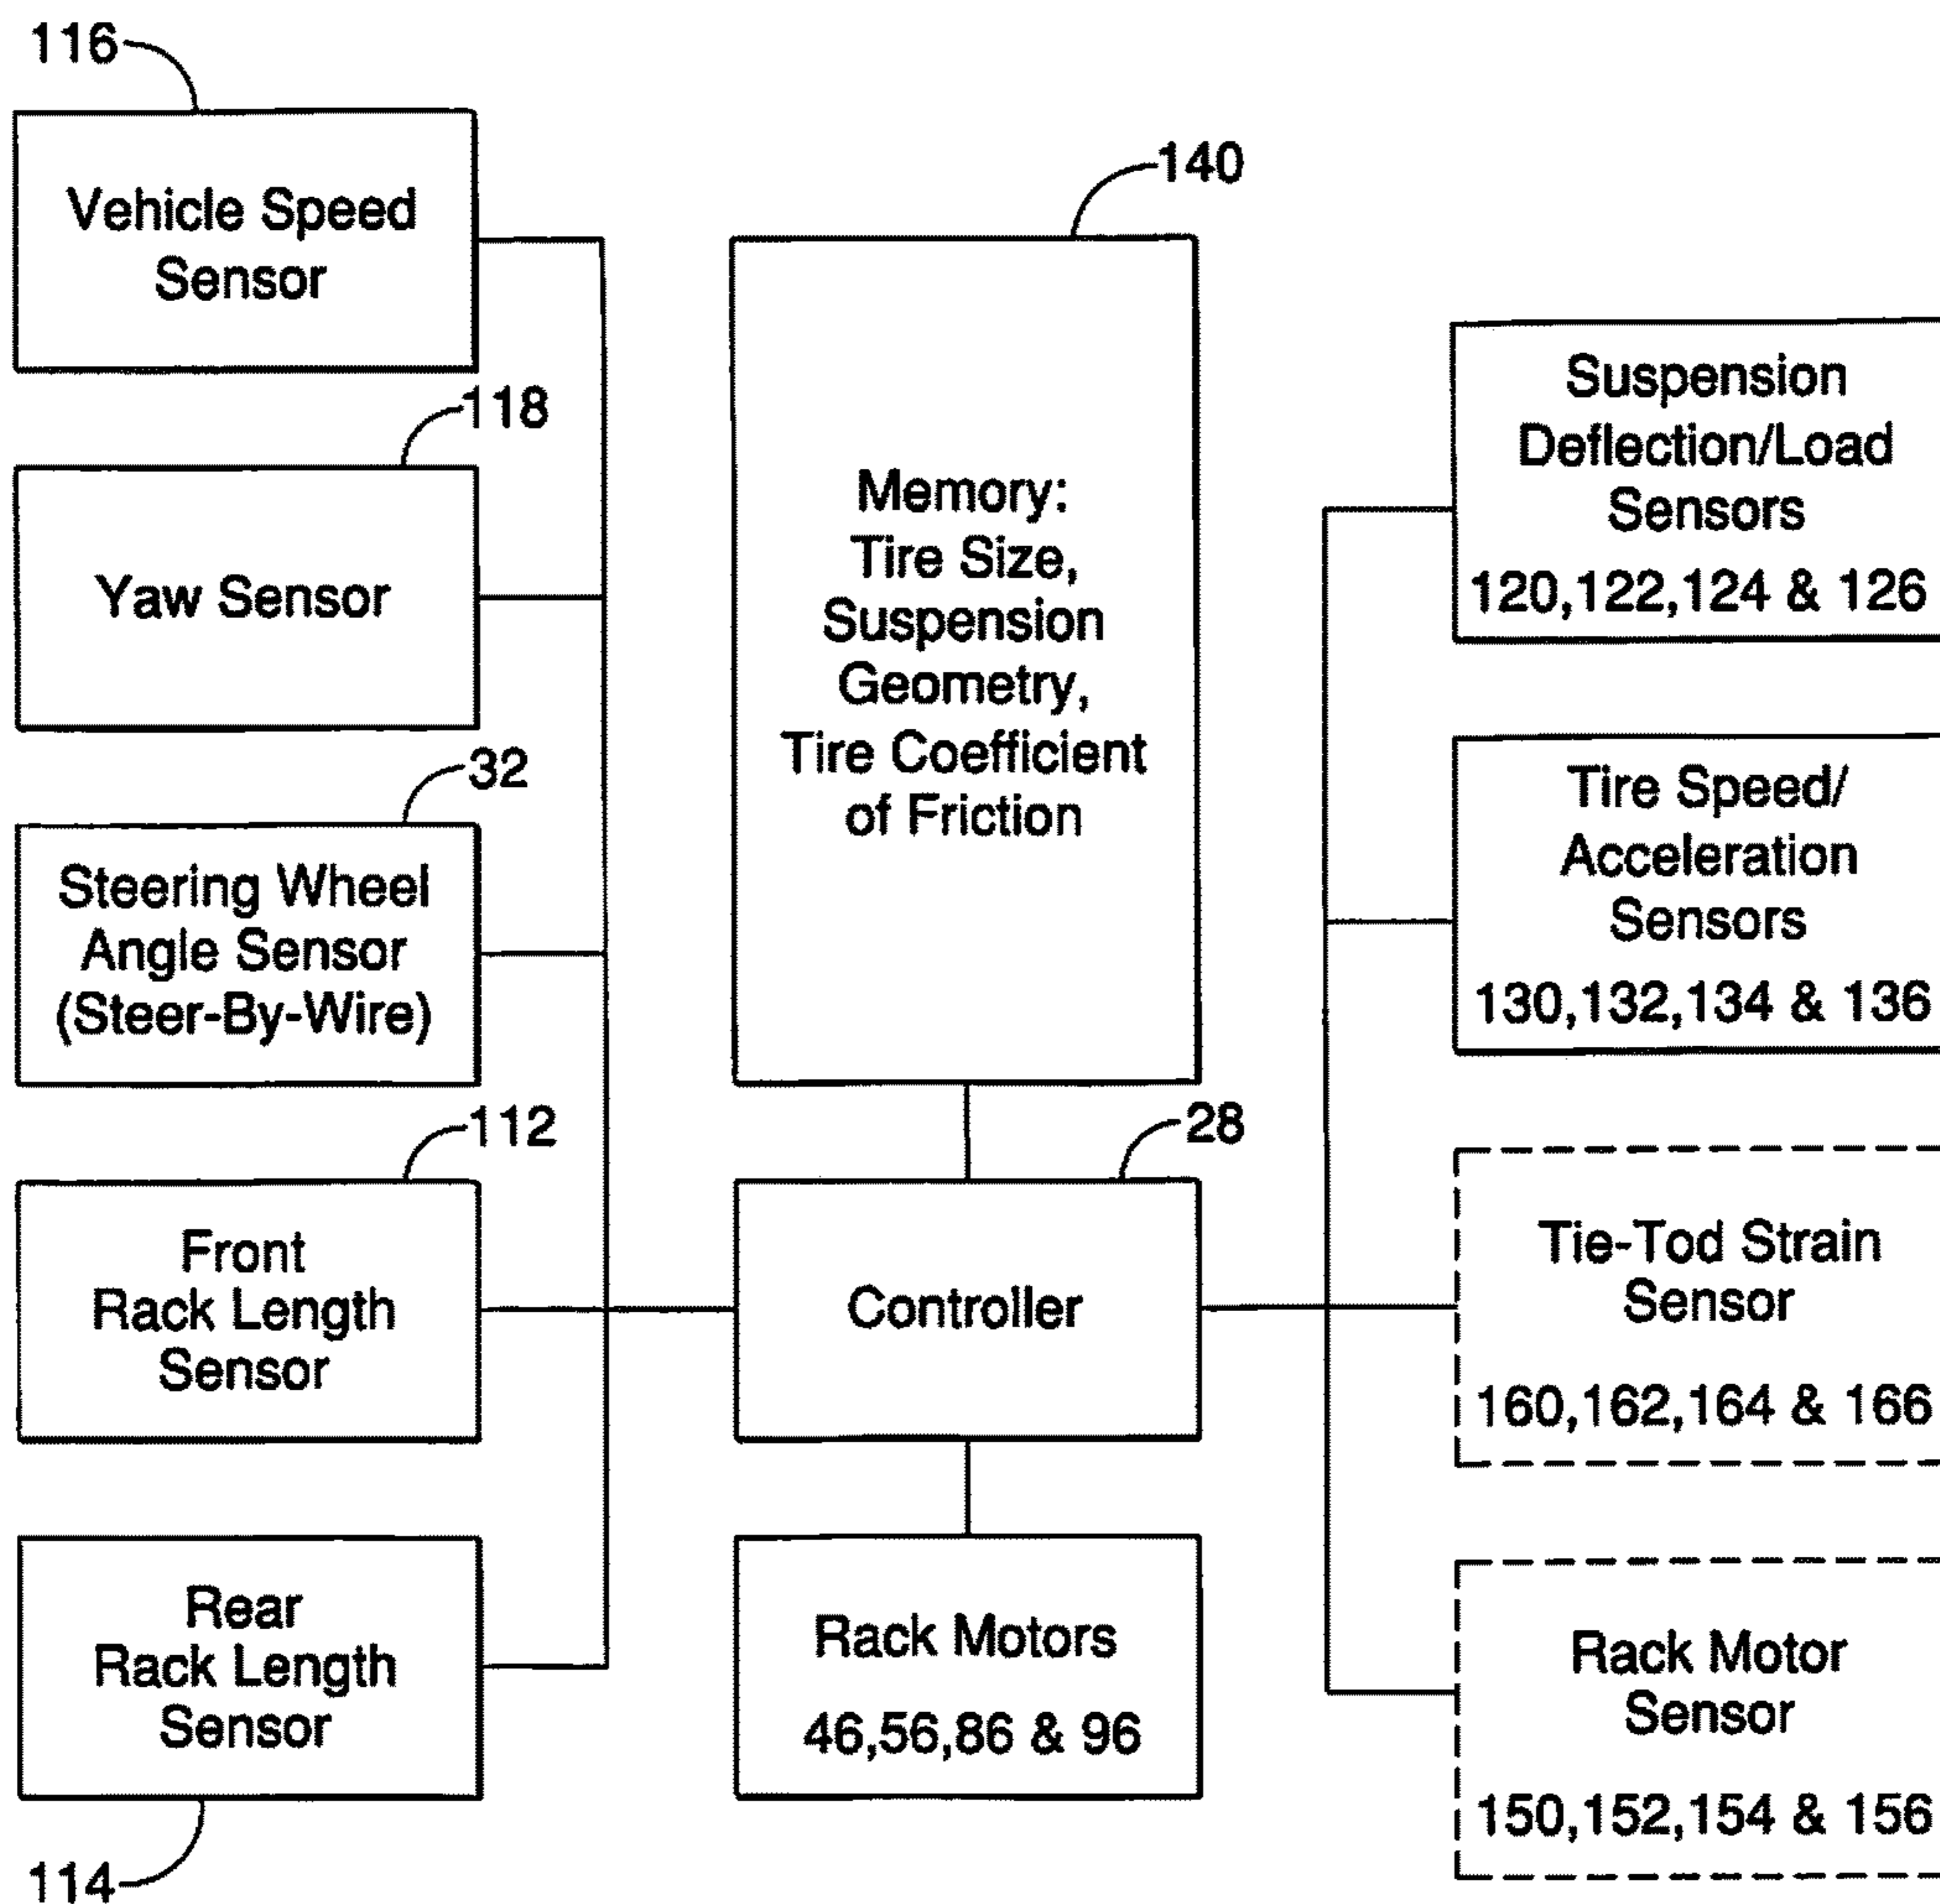 116
Vehicle Speed
Sensor
118
Yaw Sensor
32
Steering Wheel
Angle Sensor
(Steer-By-Wire)
112
Front
Rack Length
Sensor
Rear
Rack Length
Sensor
114
140
Memory:
Tire Size,
Suspension
Geometry,
Tire Coefficient
of Friction
28
Controller
Rack Motors
46,56,86 & 96
Suspension
Deflection/Load
Sensors
120,122,124 & 126
Tire Speed/
Acceleration
Sensors
130,132,134 & 136
Tie-Tod Strain
Sensor
160,162,164 & 166
Rack Motor
Sensor
150,152,154 & 156